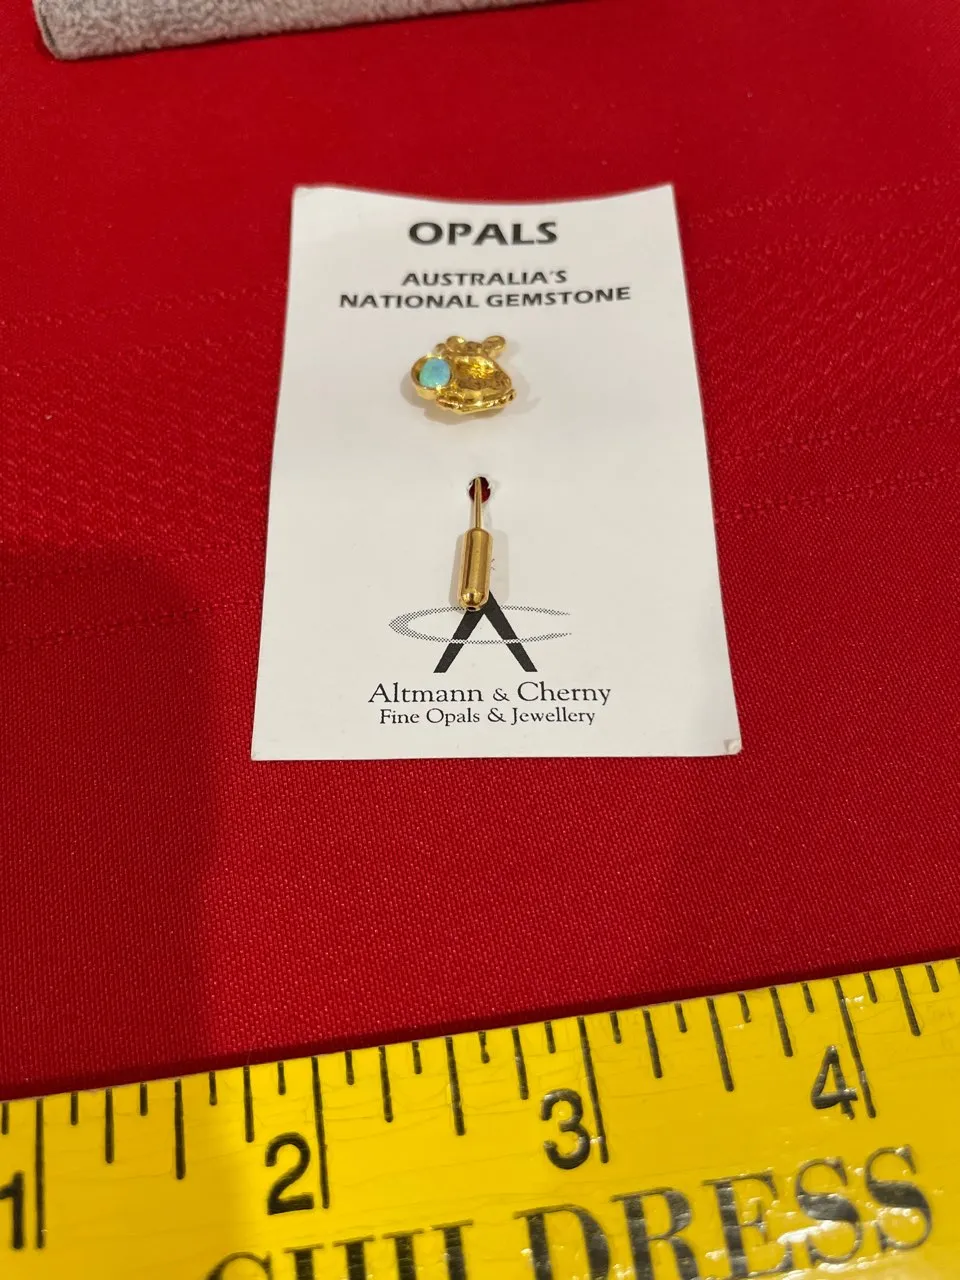 OPALS
AUSTRALIA'S
NATIONAL GEMSTONE
Altmann & Cherny
Fine Opals & Jewellery
1 2 3 4
CHILDRESS